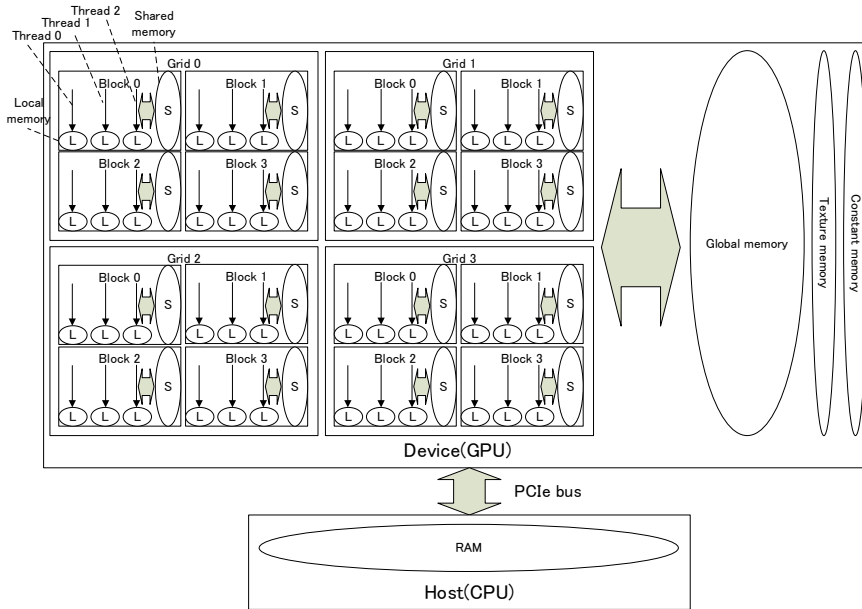 Thread 2
Thread 1
Thread 0
Shared
memory
Local
memory
Grid 0
Block 0
Block 1
S
S
L L L
L L L
Block 2
Block 3
S
S
L L L
L L L
Grid 1
Block 0
Block 1
S
S
L L L
L L L
Block 2
Block 3
S
S
L L L
L L L
Grid 2
Block 0
Block 1
S
S
L L L
L L L
Block 2
Block 3
S
S
L L L
L L L
Grid 3
Block 0
Block 1
S
S
L L L
L L L
Block 2
Block 3
S
S
L L L
L L L
Global memory
Texture memory
Constant memory
Device(GPU)
PCIe bus
RAM
Host(CPU)